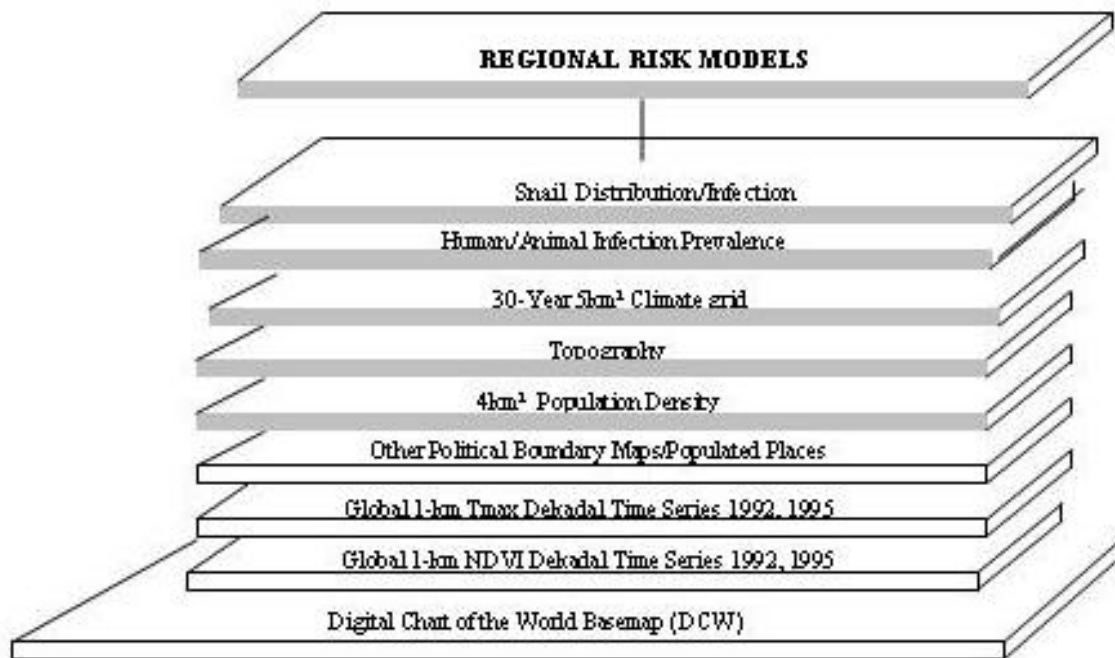 REGIONAL RISK MODELS
Snail Distribution/Infection
Human/Animal Infection Prevalence
30-Year 5km² Climate grid
Topography
4km² Population Density
Other Political Boundary Maps/Populated Places
Global 1-km Tmax Dekadal Time Series 1992, 1995
Global 1-km NDVI Dekadal Time Series 1992, 1995
Digital Chart of the World Basemap (DCW)